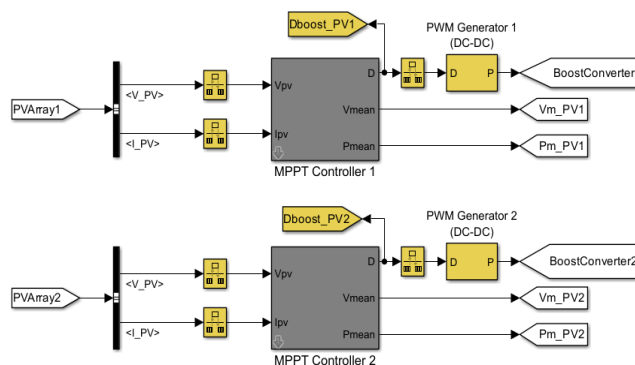 Dboost_PV1
PWM Generator 1
(DC-DC)
PVArray1
<V_PV>
<I_PV>
Vpv
Ipv
D
Vmean
Pmean
MPPT Controller 1
D
P
BoostConverter
Vm_PV1
Pm_PV1
Dboost_PV2
PWM Generator 2
(DC-DC)
PVArray2
<V_PV>
<I_PV>
Vpv
Ipv
D
Vmean
Pmean
MPPT Controller 2
D
P
BoostConverter2
Vm_PV2
Pm_PV2